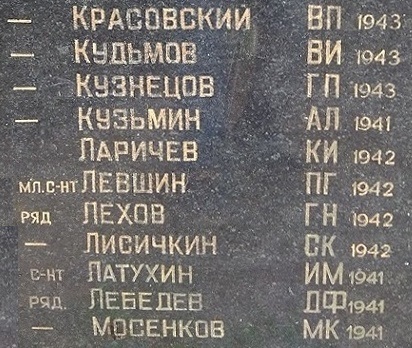 — КРАСОВСКИЙ ВП 1943
— КУДЬМОВ ВИ 1943
— КУЗНЕЦОВ ГП 1943
— КУЗЬМИН АЛ 1941
ЛАРИЧЕВ КИ 1942
МЛ.С-НТ ЛЕВШИН ПГ 1942
РЯД ЛЕХОВ ГН 1942
— ЛИСИЧКИН СК 1942
С-НТ ЛАТУХИН ИМ 1941
РЯД. ЛЕБЕДЕВ ДФ 1941
— МОСЕНКОВ МК 1941